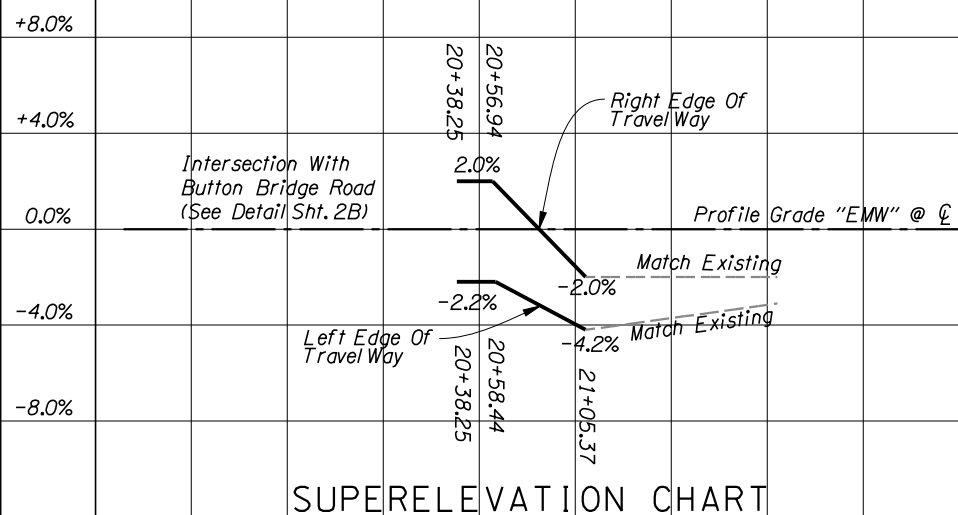 +8.0%
20+38.25
20+56.94
Right Edge Of
Travel Way
+4.0%
Intersection With
Button Bridge Road
(See Detail Sht. 2B)
2.0%
0.0%
Profile Grade "EMW" @ ℄
Match Existing
-2.0%
-2.2%
-4.0%
Left Edge Of
Travel Way
-4.2%
Match Existing
20+38.25
20+58.44
21+05.37
-8.0%
SUPERELEVATION CHART